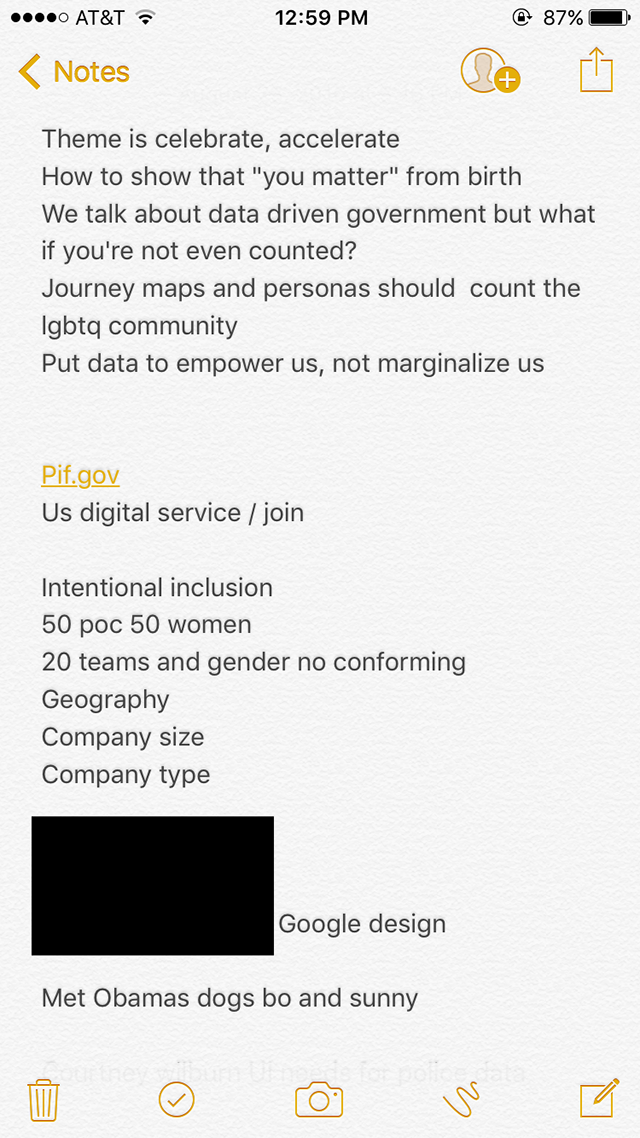 AT&T 12:59 PM 87%
Notes
Theme is celebrate, accelerate
How to show that "you matter" from birth
We talk about data driven government but what
if you're not even counted?
Journey maps and personas should  count the
lgbtq community
Put data to empower us, not marginalize us
Pif.gov
Us digital service / join
Intentional inclusion
50 poc 50 women
20 teams and gender no conforming
Geography
Company size
Company type
Google design
Met Obamas dogs bo and sunny
Courtney wilburn UI needs for police data